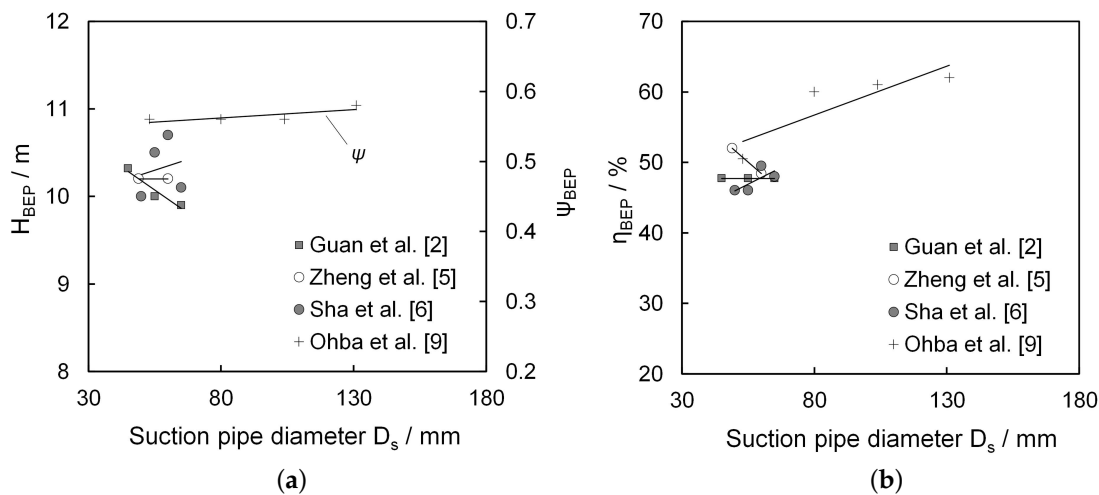 12
11
10
9
8
H_BEP / m
0.7
0.6
0.5
0.4
0.3
0.2
Ψ_BEP
ψ
Guan et al. [2]
Zheng et al. [5]
Sha et al. [6]
Ohba et al. [9]
30 80 130 180
Suction pipe diameter D_s / mm
(a)
70
60
50
40
30
20
η_BEP / %
Guan et al. [2]
Zheng et al. [5]
Sha et al. [6]
Ohba et al. [9]
30 80 130 180
Suction pipe diameter D_s / mm
(b)